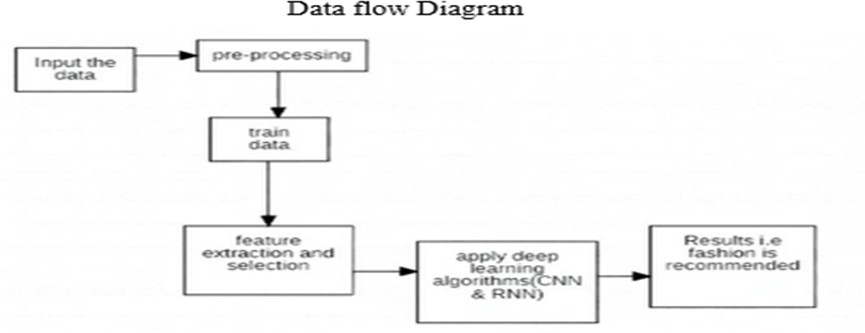 Data flow Diagram
Input the
data
pre-processing
train
data
feature
extraction and
selection
apply deep
learning
algorithms(CNN
& RNN)
Results i.e
fashion is
recommended